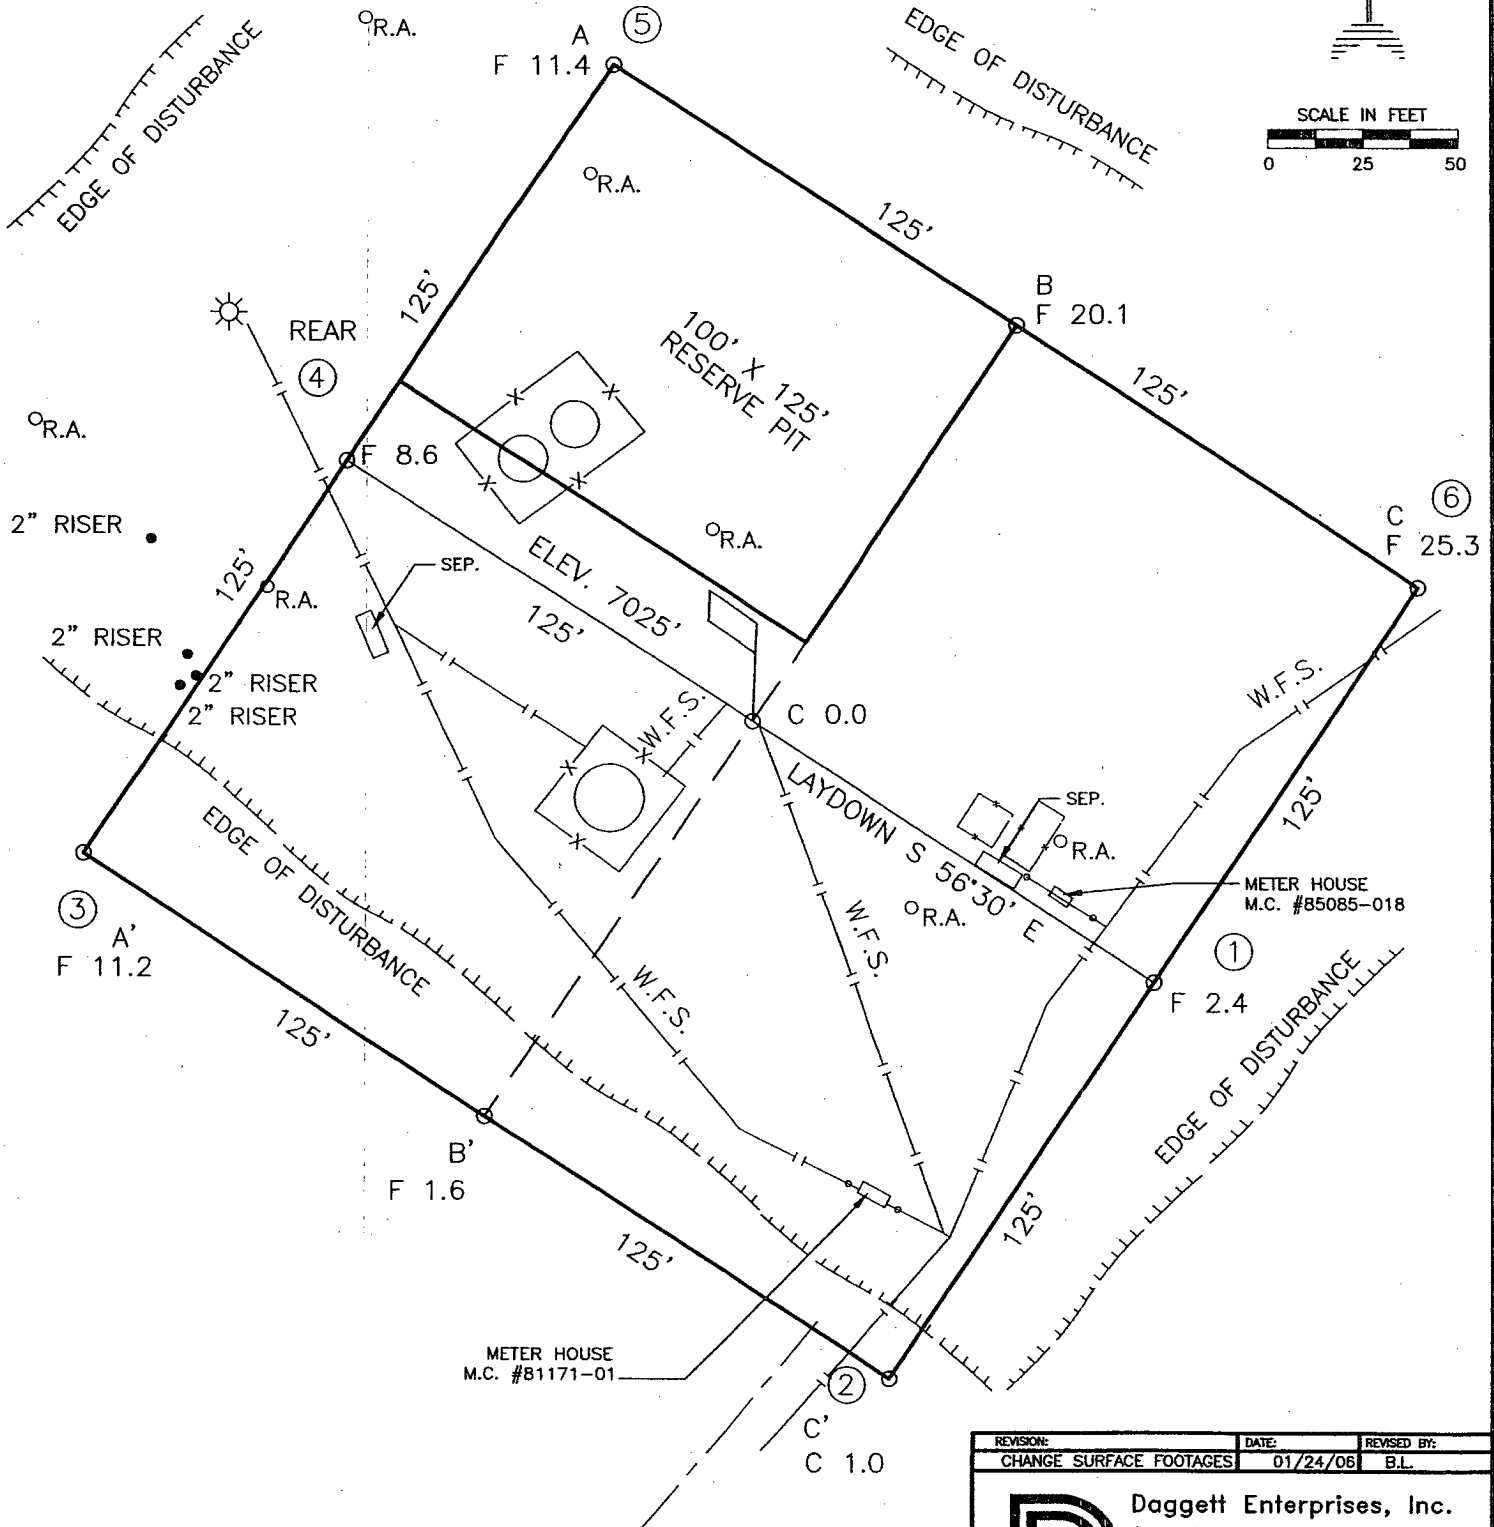 R.A.
A
5
F 11.4
EDGE OF DISTURBANCE
EDGE OF DISTURBANCE
SCALE IN FEET
0 25 50
R.A.
125'
125'
B
F 20.1
100' X 125'
RESERVE PIT
REAR
4
125'
R.A.
F 8.6
6
C
F 25.3
2" RISER
R.A.
ELEV. 7025'
SEP.
125'
125'
R.A.
2" RISER
2" RISER
2" RISER
W.F.S.
W.F.S.
C 0.0
LAYDOWN S 56°30' E
SEP.
125'
R.A.
EDGE OF DISTURBANCE
METER HOUSE
M.C. #85085-018
R.A.
3
A'
F 11.2
W.F.S.
1
F 2.4
W.F.S.
125'
EDGE OF DISTURBANCE
B'
F 1.6
125'
125'
METER HOUSE
M.C. #81171-01
2
C'
C 1.0
REVISION: DATE: REVISED BY:
CHANGE SURFACE FOOTAGES 01/24/06 B.L.
Daggett Enterprises, Inc.